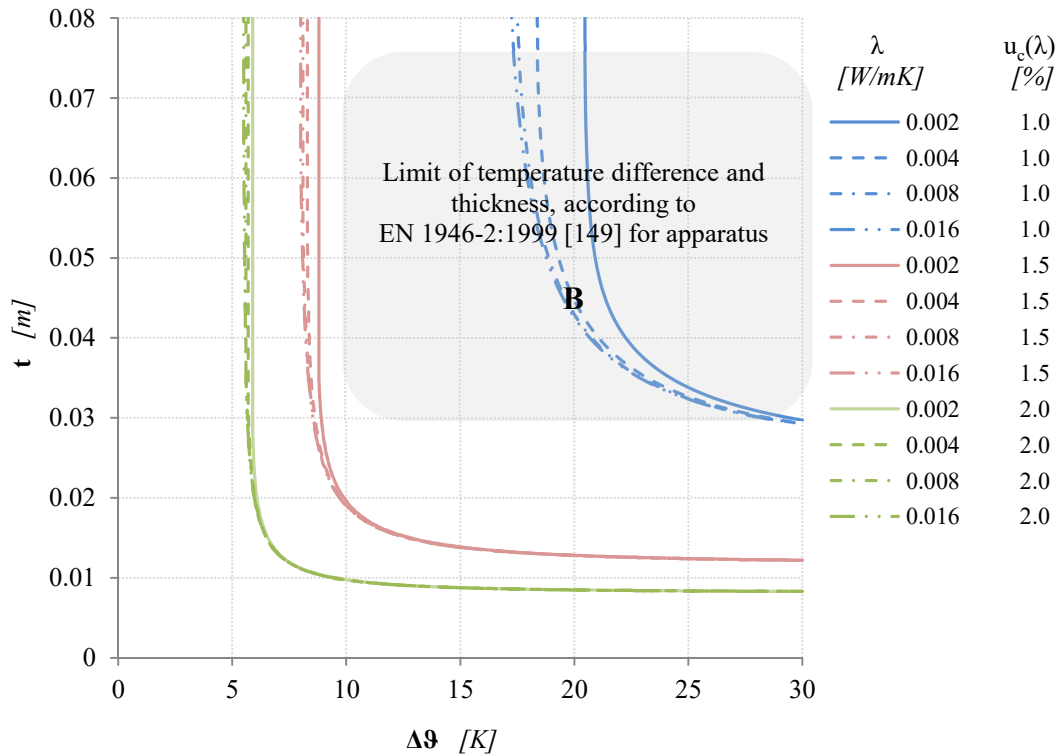 0.08
0.07
0.06
0.05
0.04
0.03
0.02
0.01
0
t [m]
0 5 10 15 20 25 30
Δϑ [K]
Limit of temperature difference and
thickness, according to
EN 1946-2:1999 [149] for apparatus
B
λ u_c(λ)
[W/mK] [%]
0.002 1.0
0.004 1.0
0.008 1.0
0.016 1.0
0.002 1.5
0.004 1.5
0.008 1.5
0.016 1.5
0.002 2.0
0.004 2.0
0.008 2.0
0.016 2.0